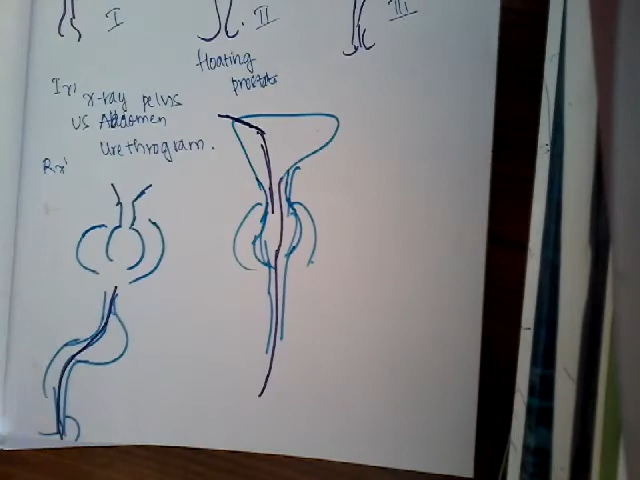 I
II
III
floating
prostate
Ix'
x-ray pelvis
US Abdomen
Urethrogram.
Rx'